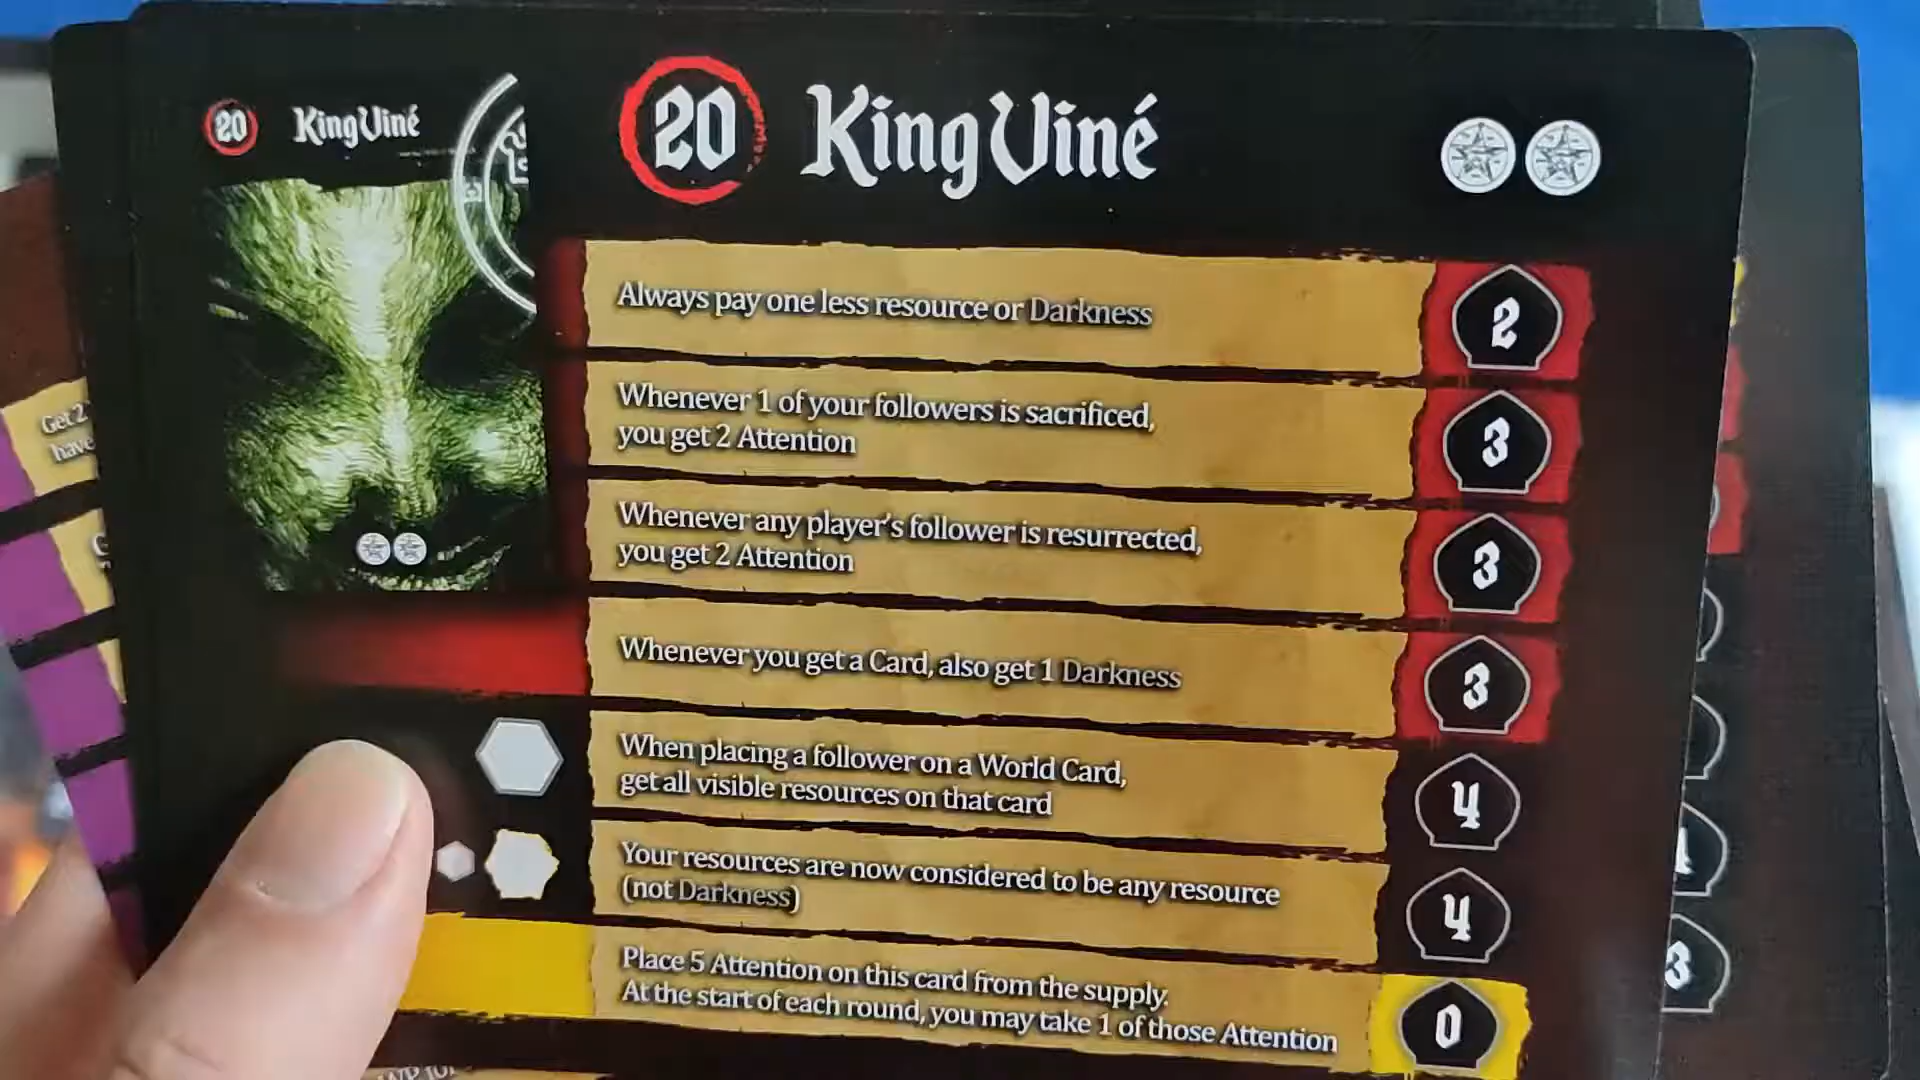 20 King Viné
20 King Viné
Always pay one less resource or Darkness
2
Whenever 1 of your followers is sacrificed,
you get 2 Attention
3
Whenever any player's follower is resurrected,
you get 2 Attention
3
Whenever you get a Card, also get 1 Darkness
3
When placing a follower on a World Card,
get all visible resources on that card
4
Your resources are now considered to be any resource
(not Darkness)
4
Place 5 Attention on this card from the supply.
At the start of each round, you may take 1 of those Attention
0
Get 2
have
3